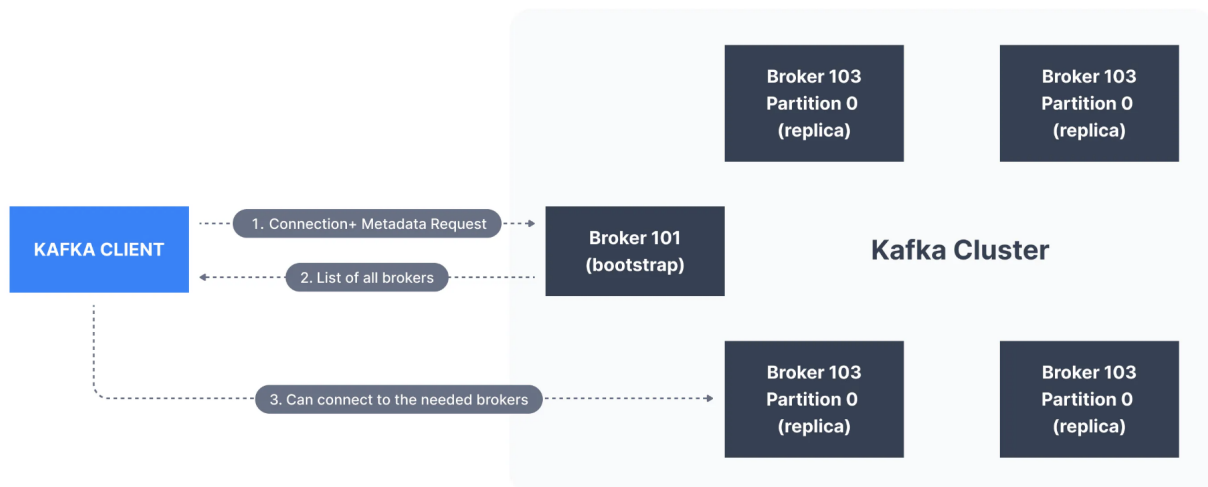 Broker 103
Partition 0
(replica)
Broker 103
Partition 0
(replica)
KAFKA CLIENT
1. Connection+ Metadata Request
2. List of all brokers
Broker 101
(bootstrap)
Kafka Cluster
3. Can connect to the needed brokers
Broker 103
Partition 0
(replica)
Broker 103
Partition 0
(replica)